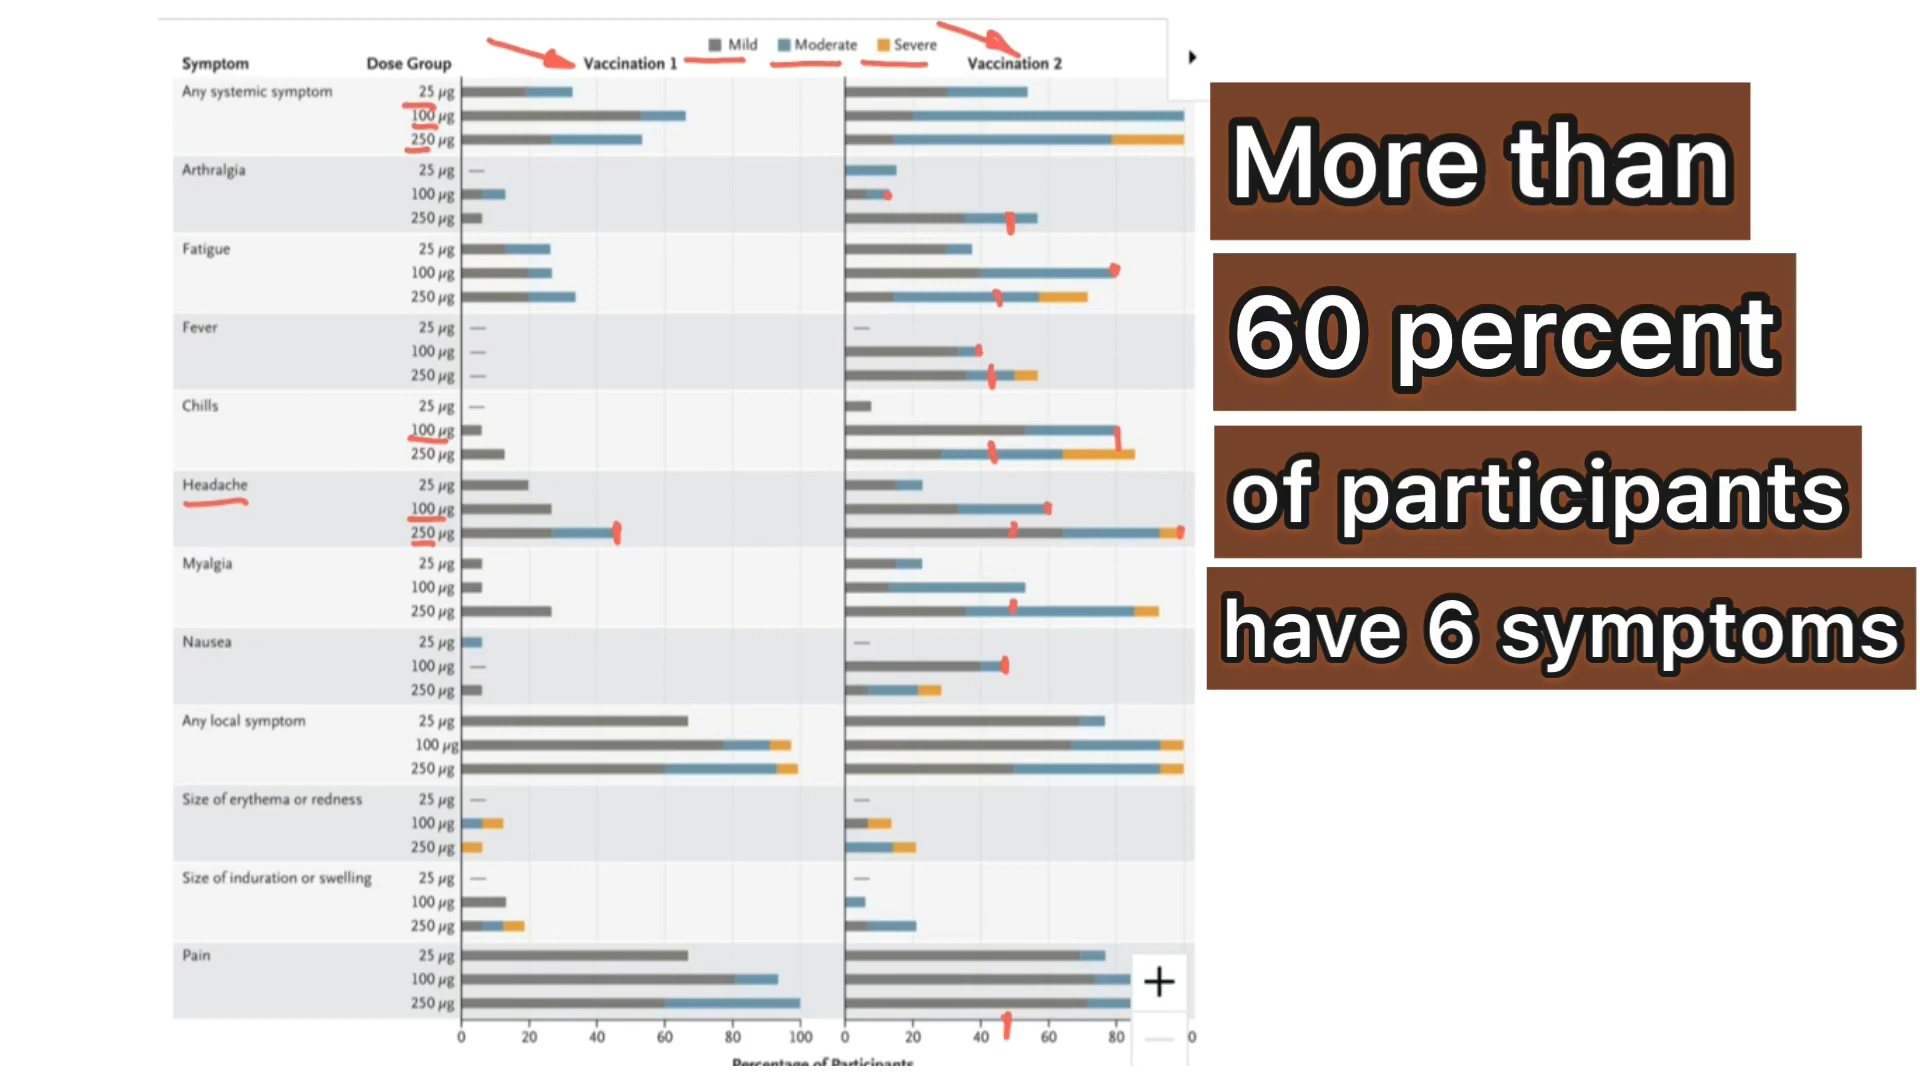 Mild Moderate Severe
Symptom Dose Group Vaccination 1 Vaccination 2
Any systemic symptom 25 μg
100 μg
250 μg
Arthralgia 25 μg
100 μg
250 μg
Fatigue 25 μg
100 μg
250 μg
Fever 25 μg
100 μg
250 μg
Chills 25 μg
100 μg
250 μg
Headache 25 μg
100 μg
250 μg
Myalgia 25 μg
100 μg
250 μg
Nausea 25 μg
100 μg
250 μg
Any local symptom 25 μg
100 μg
250 μg
Size of erythema or redness 25 μg
100 μg
250 μg
Size of induration or swelling 25 μg
100 μg
250 μg
Pain 25 μg
100 μg
250 μg
0 20 40 60 80 100 0 20 40 60 80 0
Percentage of Participants
More than
60 percent
of participants
have 6 symptoms